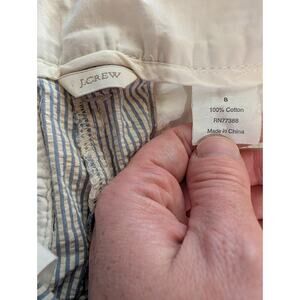 J.CREW
8
100% Cotton
RN77388
Made in China